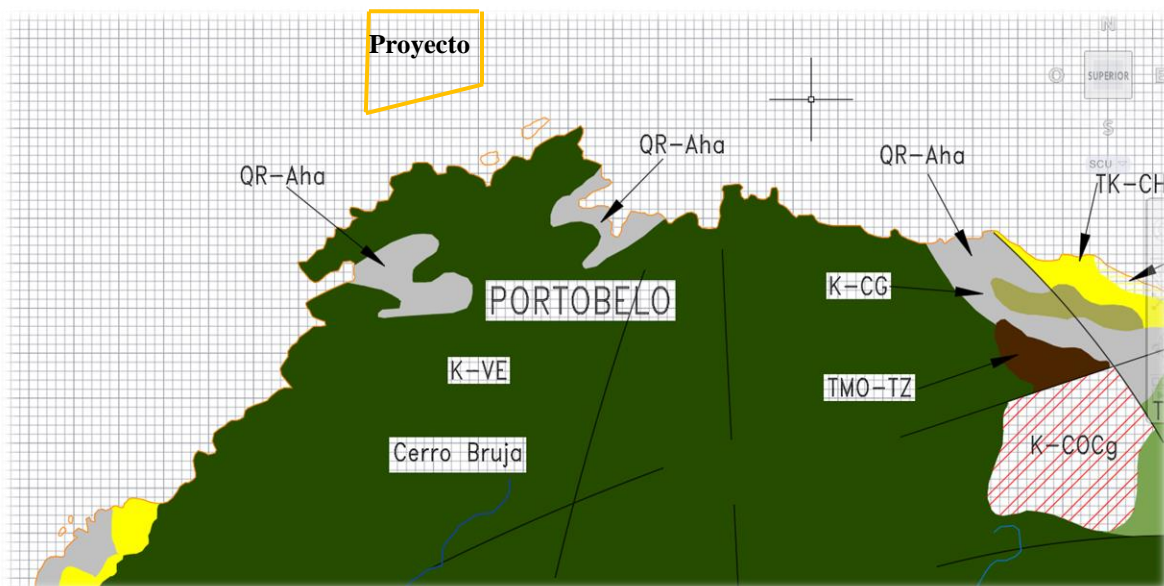 Proyecto
N
O
SUPERIOR
E
S
SCU
QR-Aha
QR-Aha
QR-Aha
TK-CH
PORTOBELO
K-CG
K-VE
TMO-TZ
T
Cerro Bruja
K-COCg